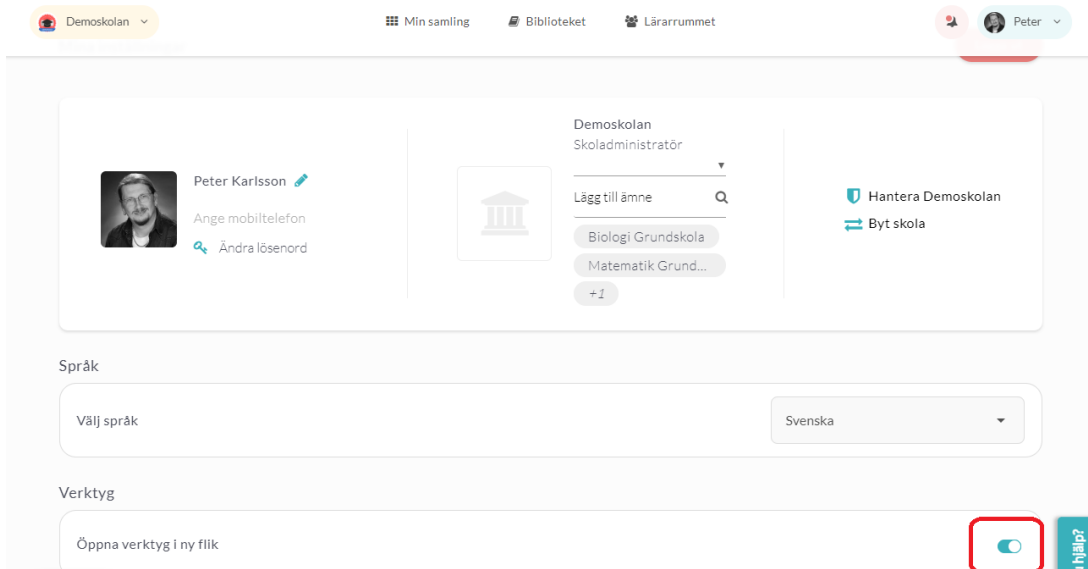 Demoskolan
Min samling
Biblioteket
Lärarrummet
Peter
Peter Karlsson
Ange mobiltelefon
Ändra lösenord
Demoskolan
Skoladministratör
Lägg till ämne
Biologi Grundskola
Matematik Grund...
+1
Hantera Demoskolan
Byt skola
Språk
Välj språk
Svenska
Verktyg
Öppna verktyg i ny flik
hjälp?